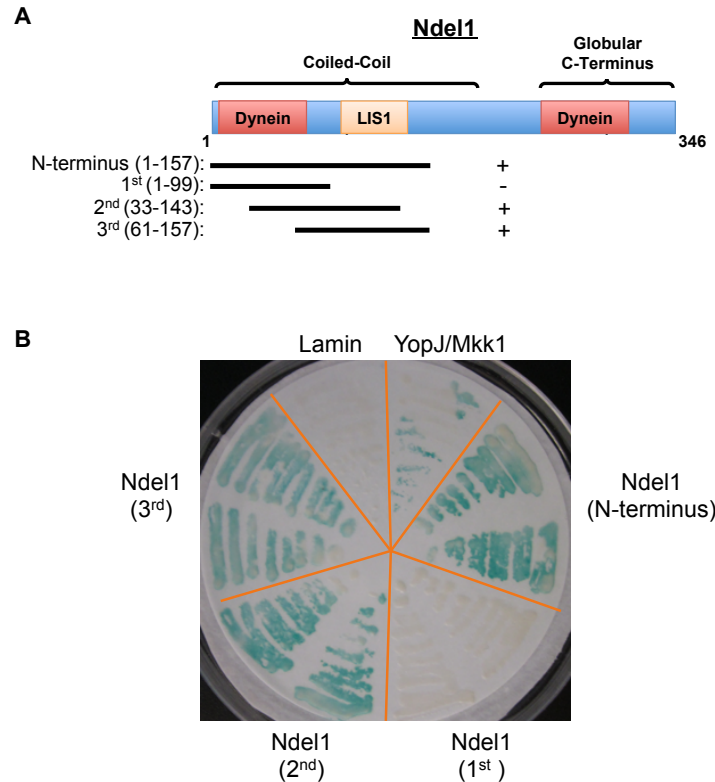 A
Ndel1
Coiled-Coil
Globular
C-Terminus
Dynein LIS1 Dynein
1 346
N-terminus (1-157): +
1st (1-99): -
2nd (33-143): +
3rd (61-157): +
B
Lamin YopJ/Mkk1
Ndel1
(3rd)
Ndel1
(N-terminus)
Ndel1
(2nd)
Ndel1
(1st )